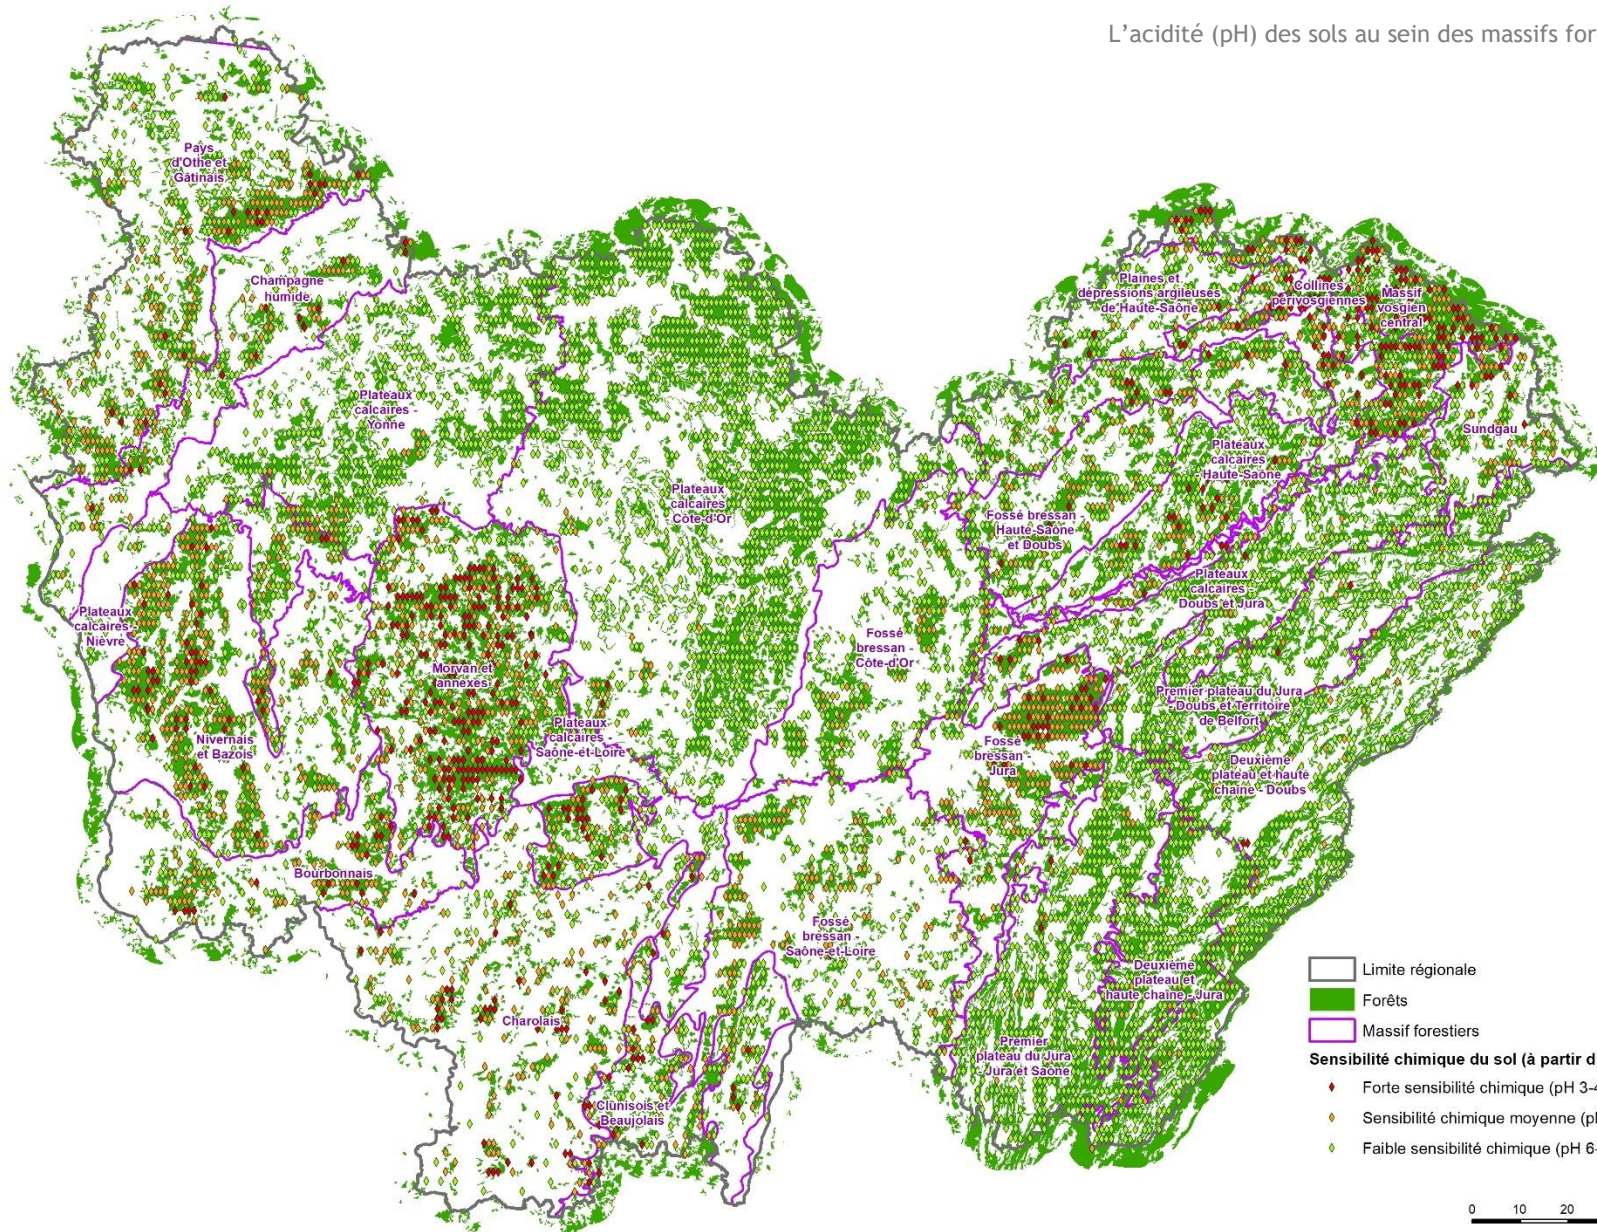 L'acidité (pH) des sols au sein des massifs for
Pays
d'Othe et
Gâtinais
Champagne
humide
Plateaux
calcaires -
Yonne
Plateaux
calcaires
Côte-d'Or
Plaines et
dépressions argileuses
de Haute-Saône
Collines
périvosgiennes
Massif
vosgien
central
Sundgau
Plateaux
calcaires
Haute-Saône
Fossé bressan -
Haute-Saône
et Doubs
Plateaux
calcaires -
Doubs et Jura
Plateaux
calcaires -
Nièvre
Morvan et
annexes
Fossé
bressan -
Côte-d'Or
Nivernais
et Bazois
Plateaux
calcaires -
Saône-et-Loire
Premier plateau du Jura
- Doubs et Territoire
de Belfort
Fossé
bressan -
Jura
Deuxième
plateau et haute
chaine - Doubs
Bourbonnais
Fossé
bressan -
Saône-et-Loire
Charolais
Deuxième
plateau et
haute chaine - Jura
Premier
plateau du Jura
- Jura et Saône
Clunisois et
Beaujolais
Limite régionale
Forêts
Massif forestiers
Sensibilité chimique du sol (à partir d
Forte sensibilité chimique (pH 3-4
Sensibilité chimique moyenne (p
Faible sensibilité chimique (pH 6-
0 10 20